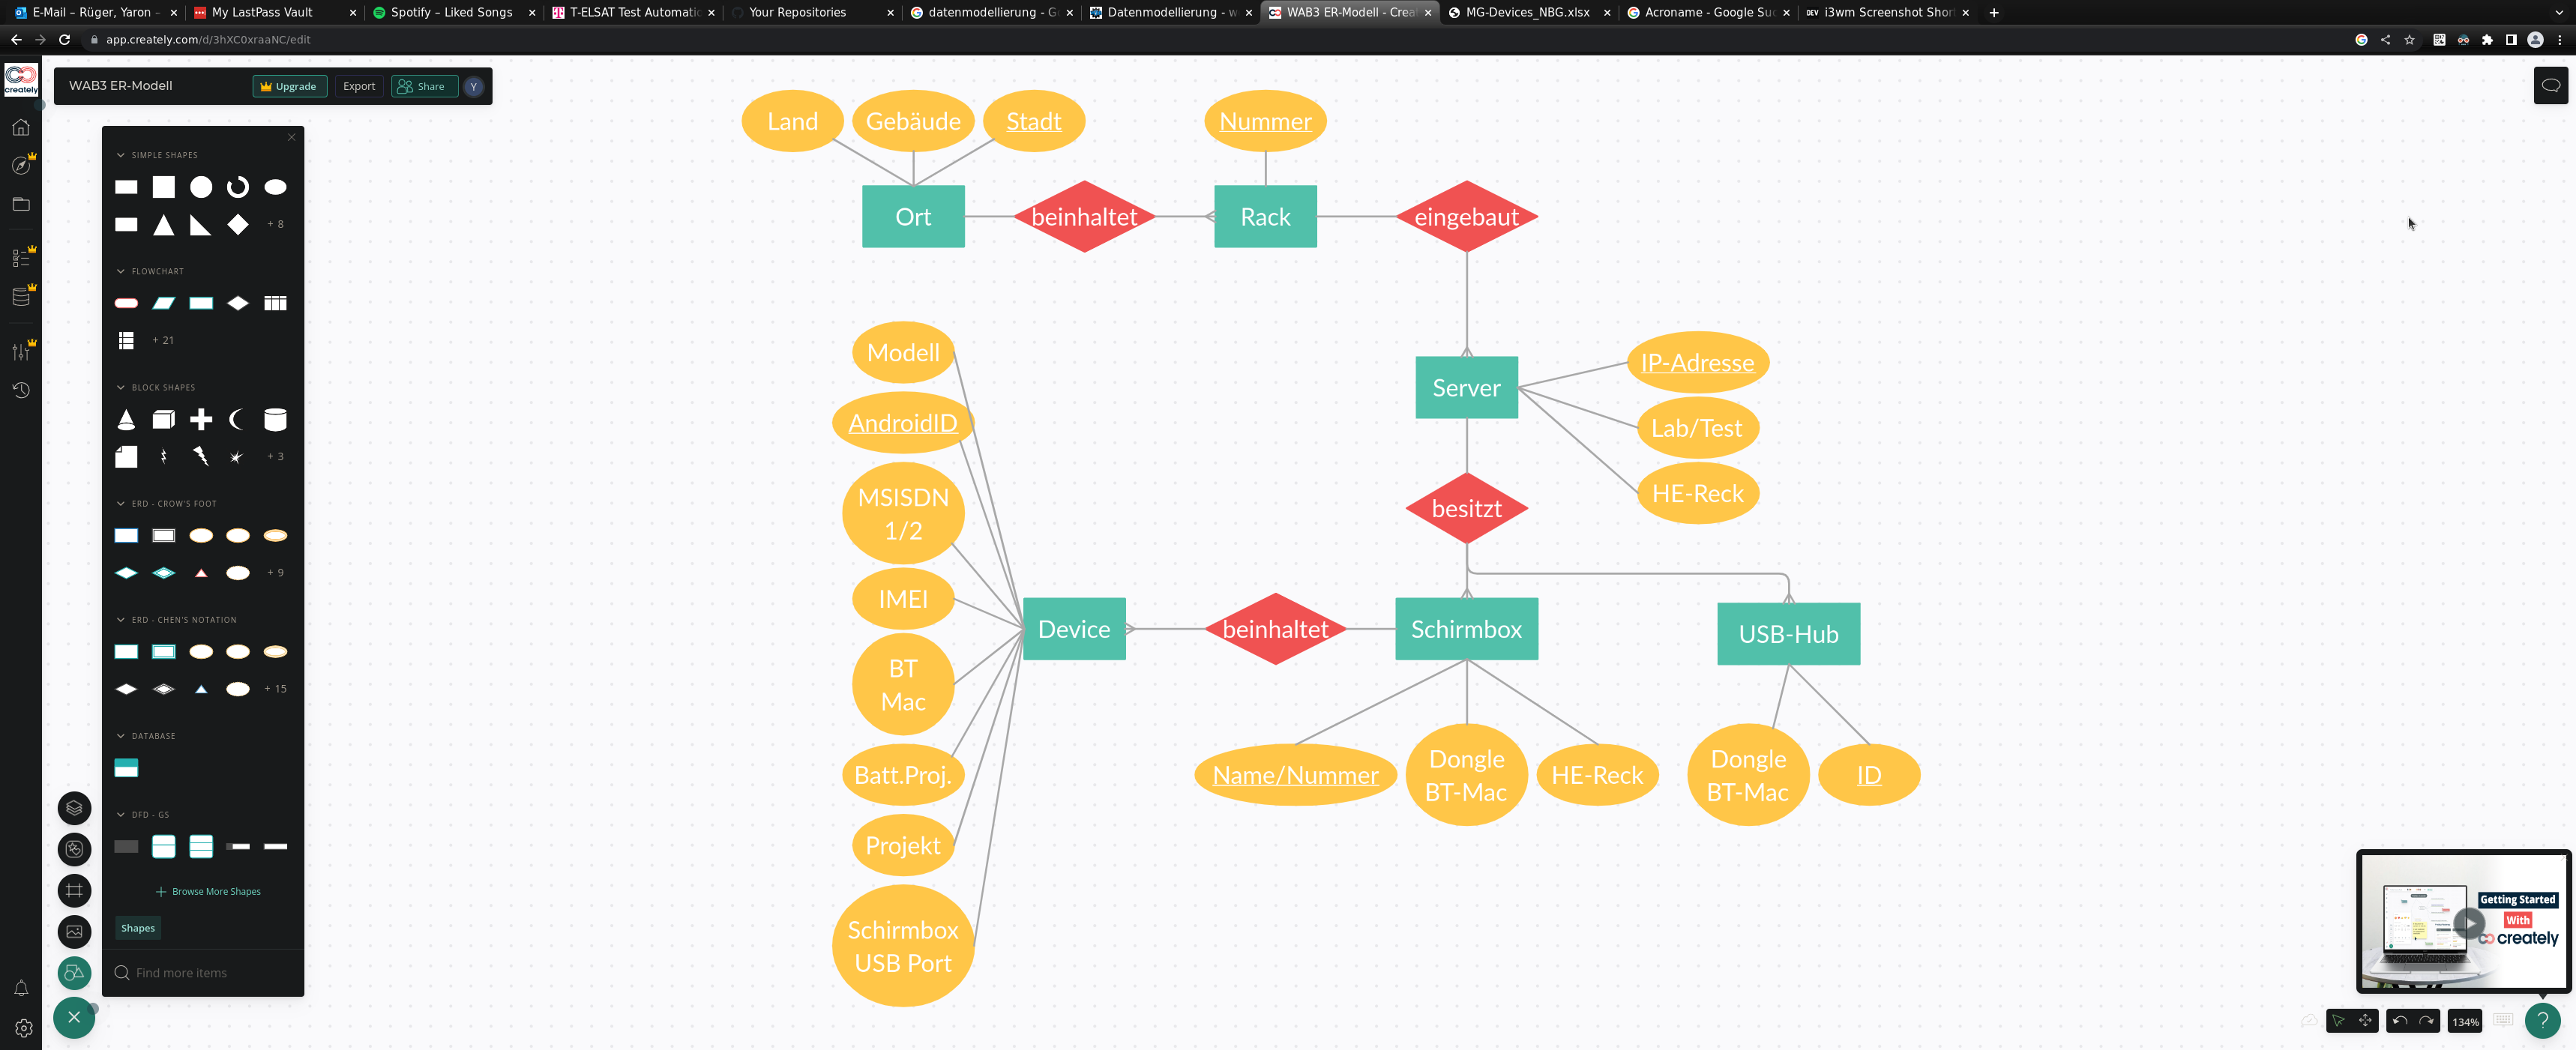 E-Mail – Rüger, Yaron -
My LastPass Vault
Spotify – Liked Songs
T-ELSAT Test Automatic
Your Repositories
datenmodellierung - G
Datenmodellierung - w
WAB3 ER-Modell - Crea
MG-Devices_NBG.xlsx
Acroname - Google Su
DEV
i3wm Screenshot Shor
app.creately.com/d/3hXC0xraaNC/edit
creately
WAB3 ER-Modell
Upgrade
Export
Share
Y
SIMPLE SHAPES
+ 8
FLOWCHART
+ 21
BLOCK SHAPES
+ 3
ERD - CROW'S FOOT
+ 9
ERD - CHEN'S NOTATION
+ 15
DATABASE
DFD - GS
+ Browse More Shapes
Shapes
Find more items
Land
Gebäude
Stadt
Nummer
Ort
beinhaltet
Rack
eingebaut
Modell
AndroidID
MSISDN
1/2
IMEI
BT
Mac
Batt.Proj.
Projekt
Schirmbox
USB Port
Server
IP-Adresse
Lab/Test
HE-Reck
besitzt
Device
beinhaltet
Schirmbox
USB-Hub
Name/Nummer
Dongle
BT-Mac
HE-Reck
Dongle
BT-Mac
ID
Getting Started
With
creately
134%
?